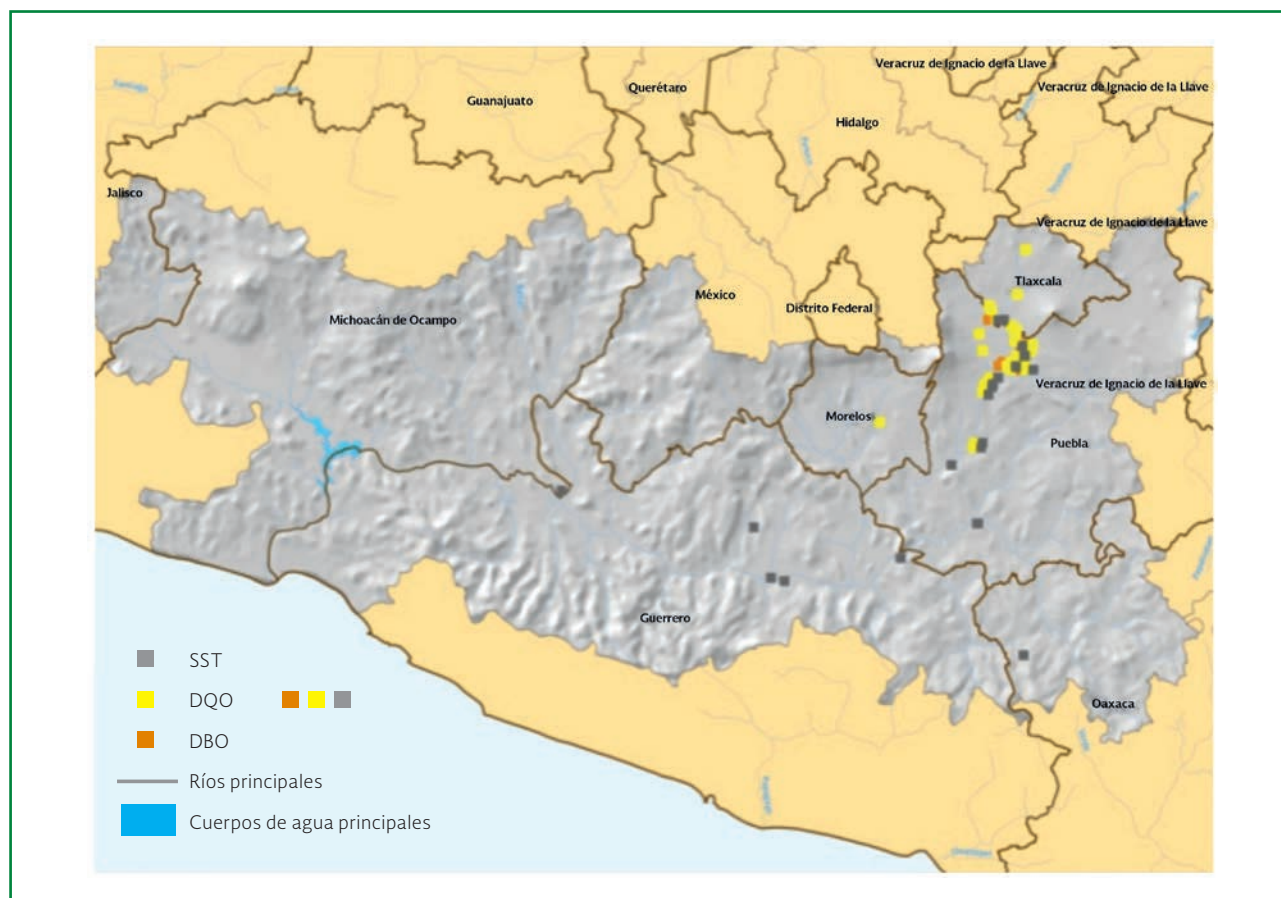 Veracruz de Ignacio de la Llave
Querétaro
Veracruz de Ignacio de la Llave
Guanajuato
Hidalgo
Jalisco
Veracruz de Ignacio de la Llave
Tlaxcala
México
Distrito Federal
Michoacán de Ocampo
Veracruz de Ignacio de la Llave
Morelos
Puebla
Guerrero
Oaxaca
SST
DQO
DBO
Ríos principales
Cuerpos de agua principales